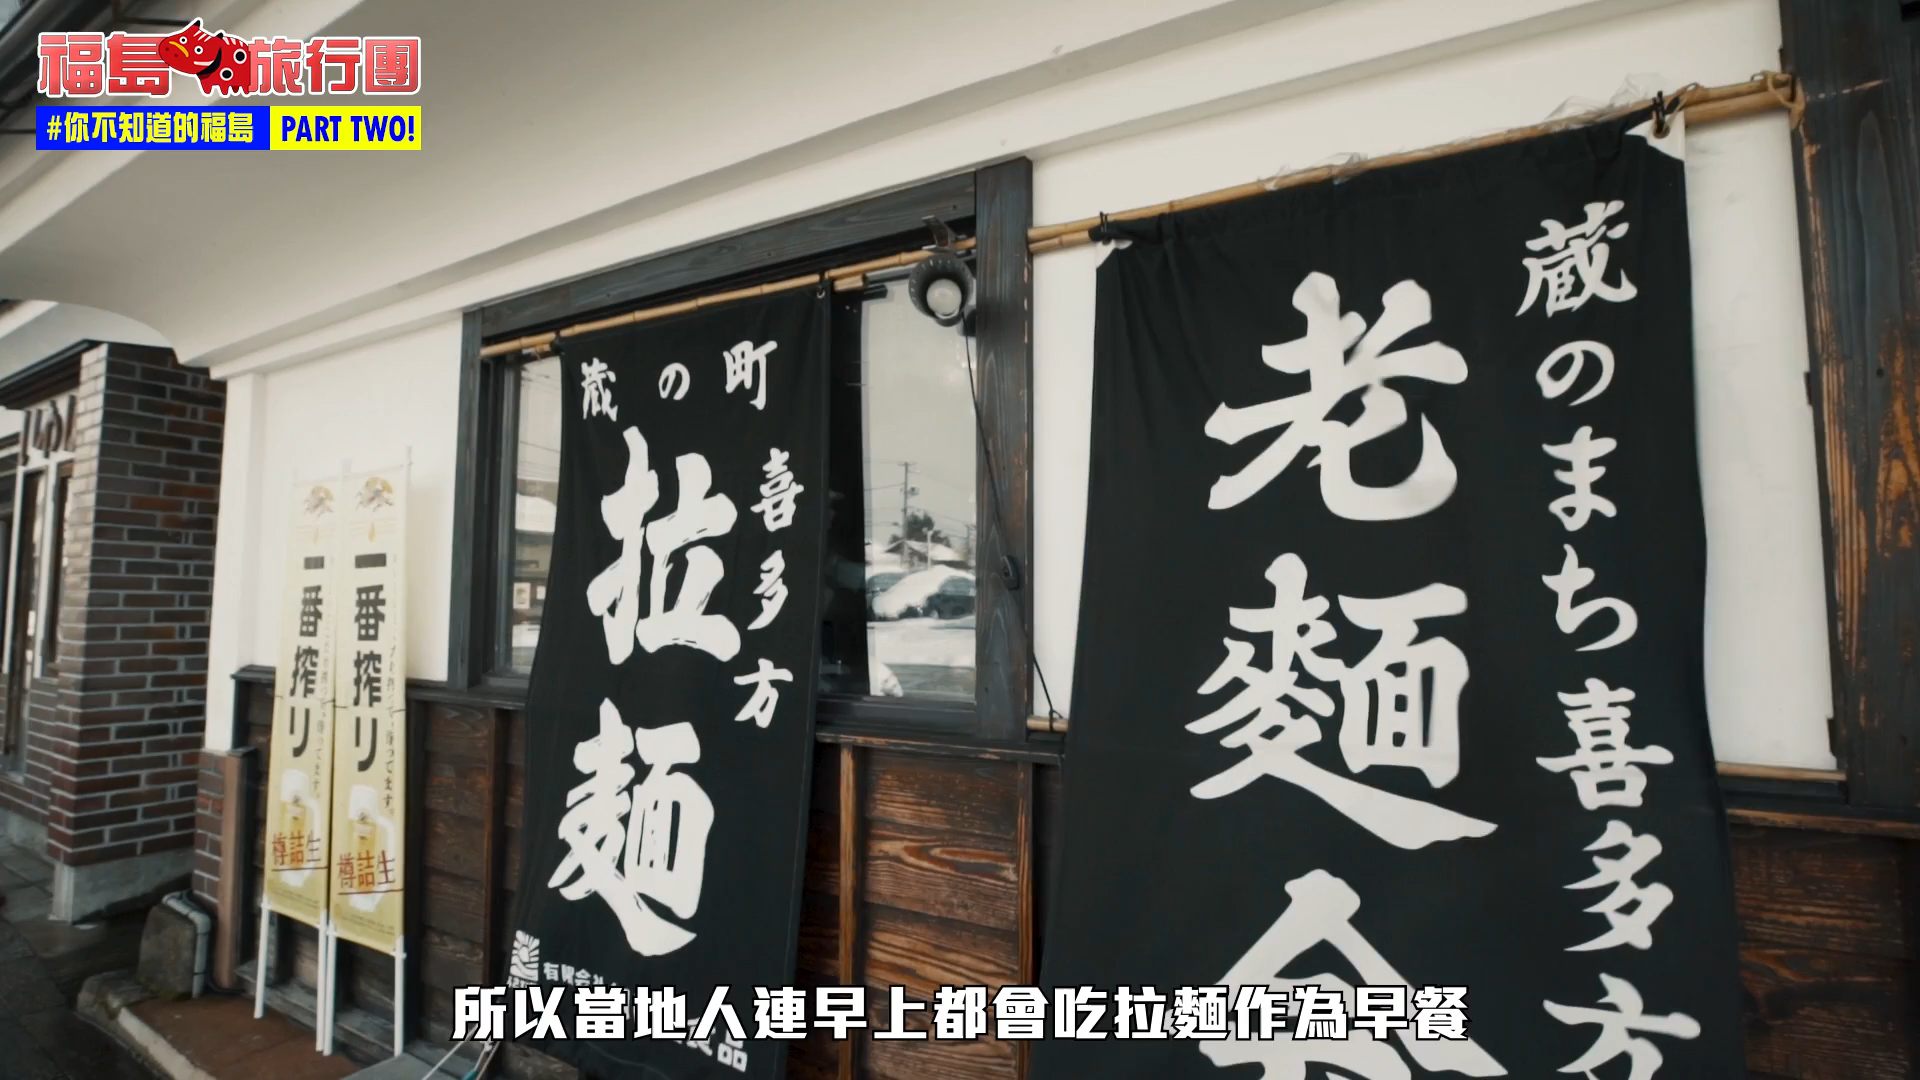 福島旅行團
#你不知道的福島 PART TWO!
蔵のまち喜多方
老麵会
蔵の町
喜多方
拉麵
一番搾り
樽詰生
一番搾り
樽詰生
所以當地人連早上都會吃拉麵作為早餐